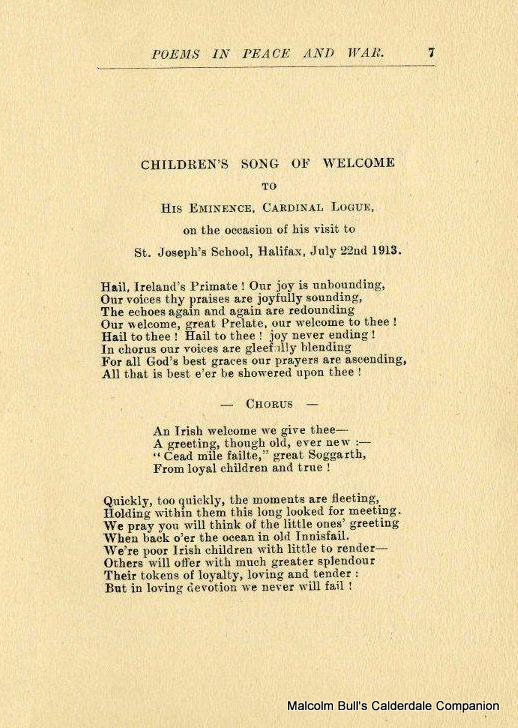 POEMS IN PEACE AND WAR. 7
CHILDREN'S SONG OF WELCOME
TO
HIS EMINENCE, CARDINAL LOGUE,
on the occasion of his visit to
St. Joseph's School, Halifax, July 22nd 1913.
Hail, Ireland's Primate ! Our joy is unbounding,
Our voices thy praises are joyfully sounding,
The echoes again and again are redounding
Our welcome, great Prelate, our welcome to thee !
Hail to thee ! Hail to thee ! joy never ending !
In chorus our voices are gleefully blending
For all God's best graces our prayers are ascending,
All that is best e'er be showered upon thee !
— CHORUS —
An Irish welcome we give thee—
A greeting, though old, ever new :—
“ Cead mile failte,” great Soggarth,
From loyal children and true !
Quickly, too quickly, the moments are fleeting,
Holding within them this long looked for meeting.
We pray you will think of the little ones' greeting
When back o'er the ocean in old Innisfail.
We're poor Irish children with little to render—
Others will offer with much greater splendour
Their tokens of loyalty, loving and tender :
But in loving devotion we never will fail !
Malcolm Bull's Calderdale Companion